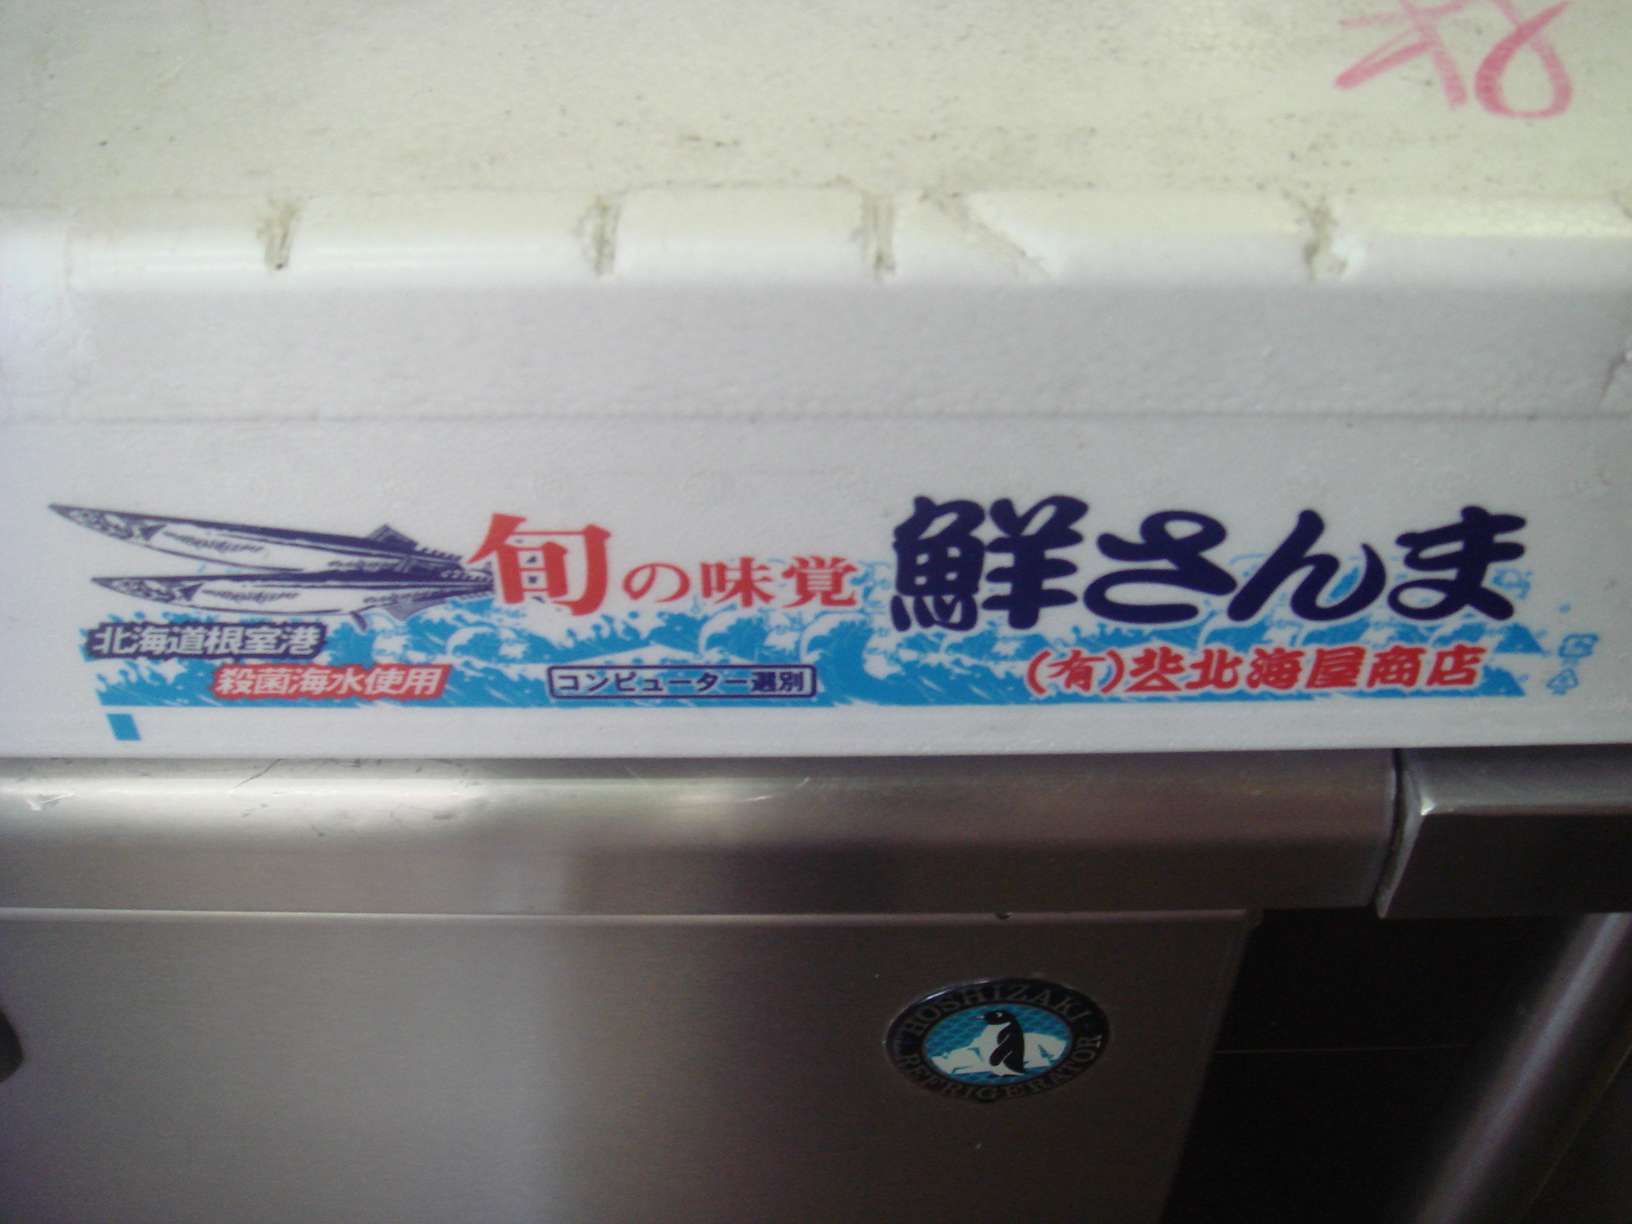 旬の味覚 鮮さんま
北海道根室港
殺菌海水使用
コンピューター選別
(有) 北海屋商店
HOSHIZAKI
REFRIGERATOR